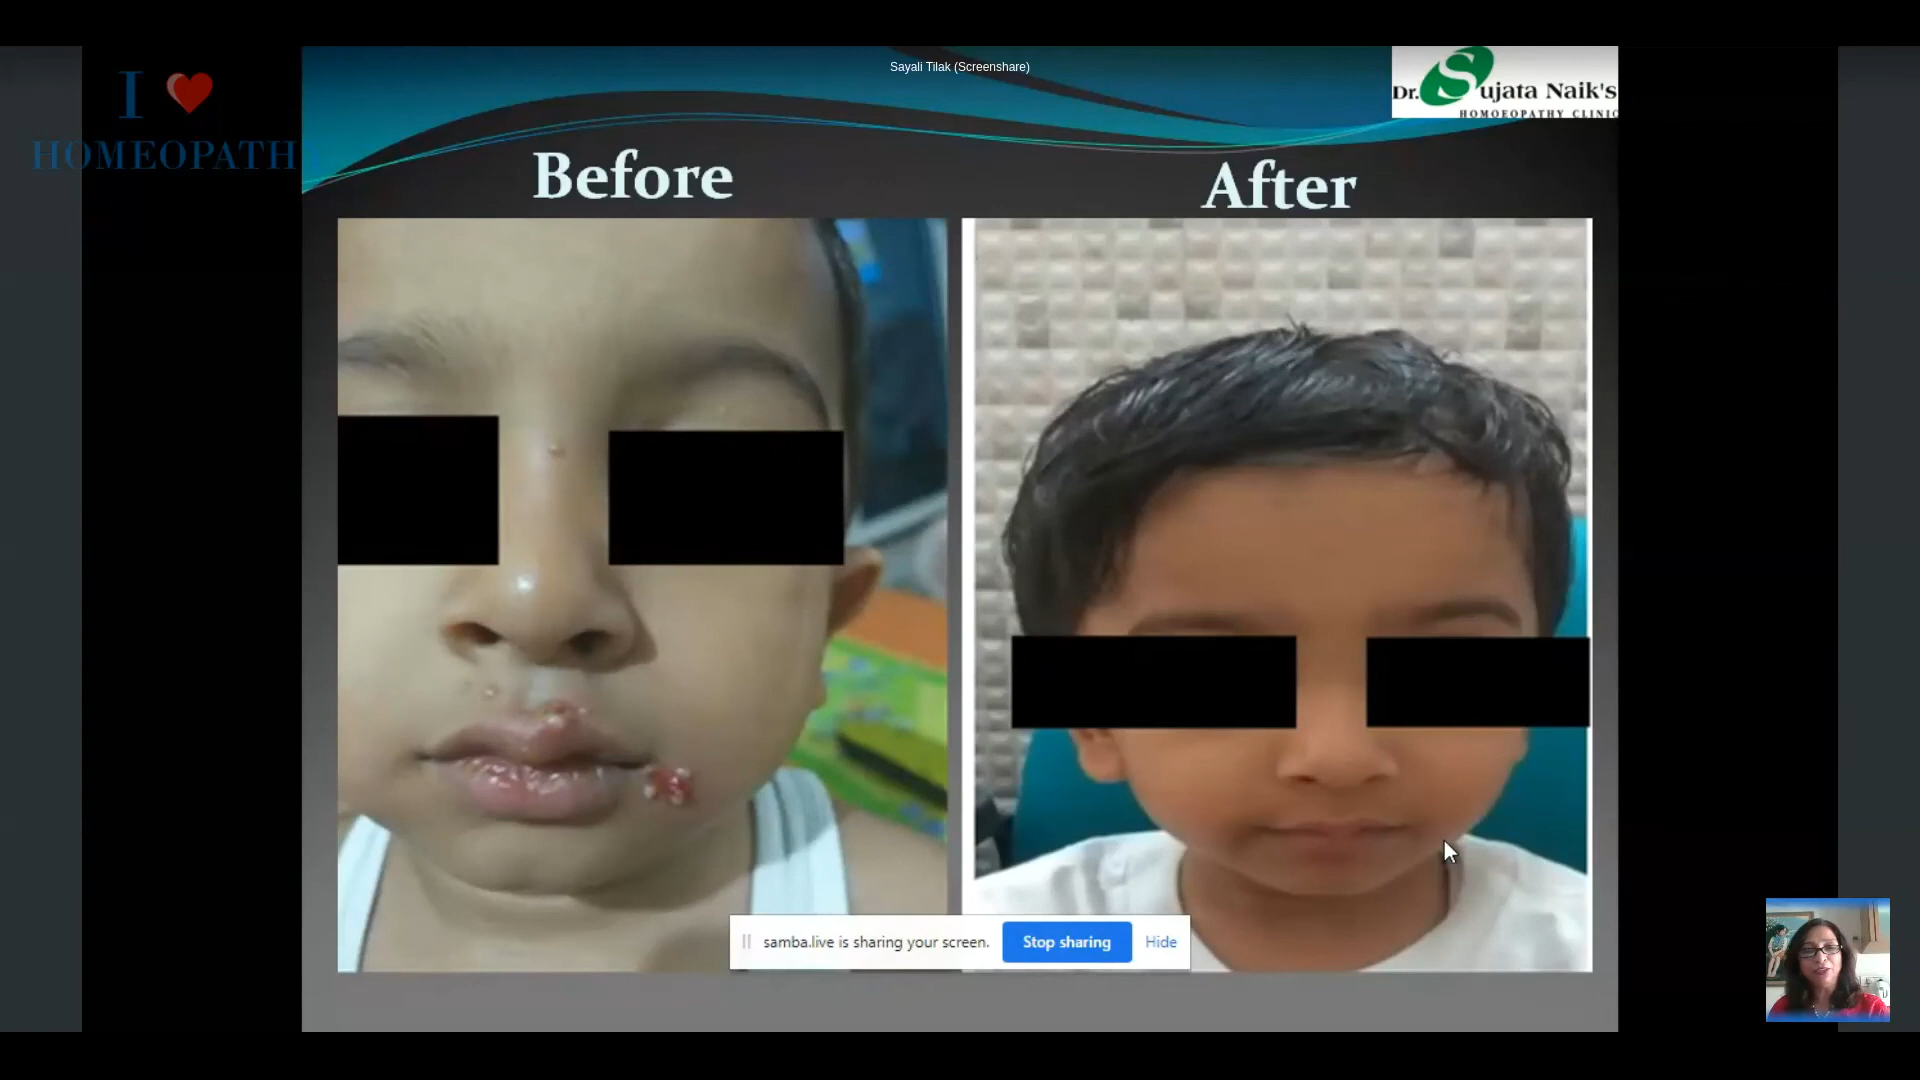 Sayali Tilak (Screenshare)
I
HOMEOPATH
Dr. Sujata Naik's
HOMOEOPATHY CLINIC
Before
After
samba.live is sharing your screen.
Stop sharing
Hide